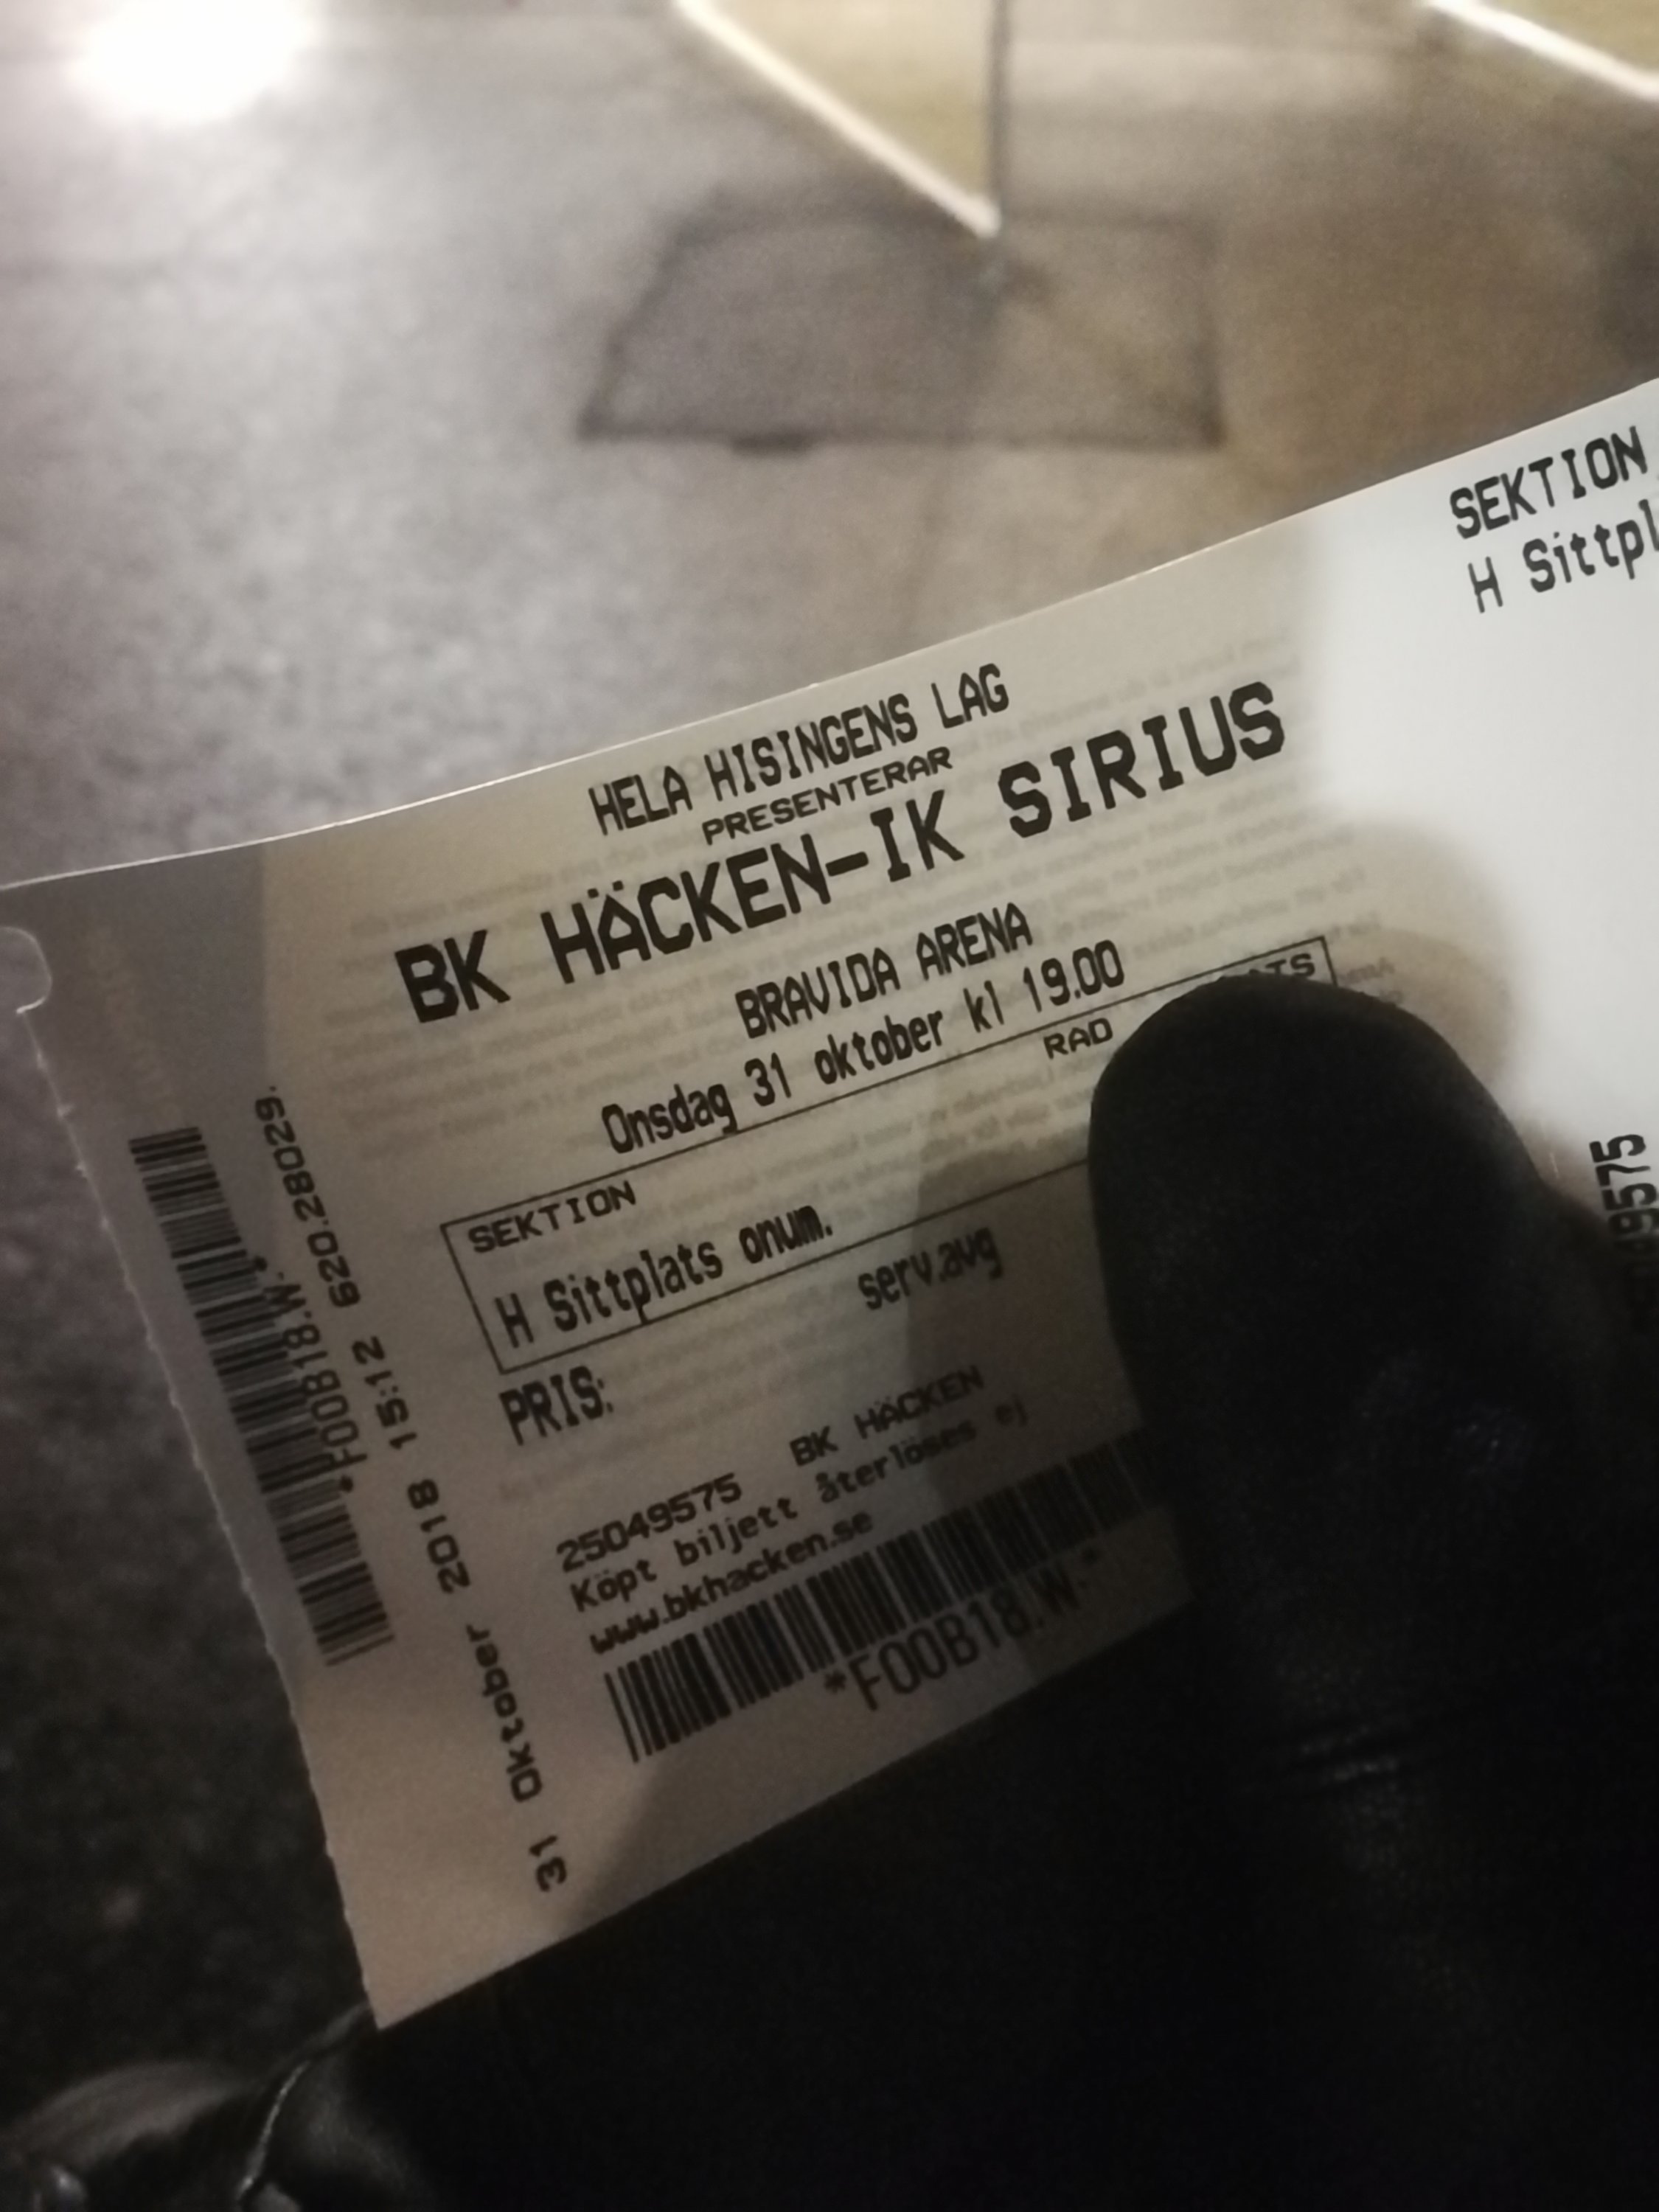 HELA HISINGENS LAG
PRESENTERAR
BK HÄCKEN-IK SIRIUS
BRAVIDA ARENA
Onsdag 31 oktober kl 19.00
SEKTION RAD
H Sittplats onum.
PRIS: serv.avg
25049575 BK HÄCKEN
Köpt biljett återlöses ej
www.bkhacken.se
*F00B18.W-*
*F00B18.W-*
31 Oktober 2018 15:12 620.28029.
SEKTION
H